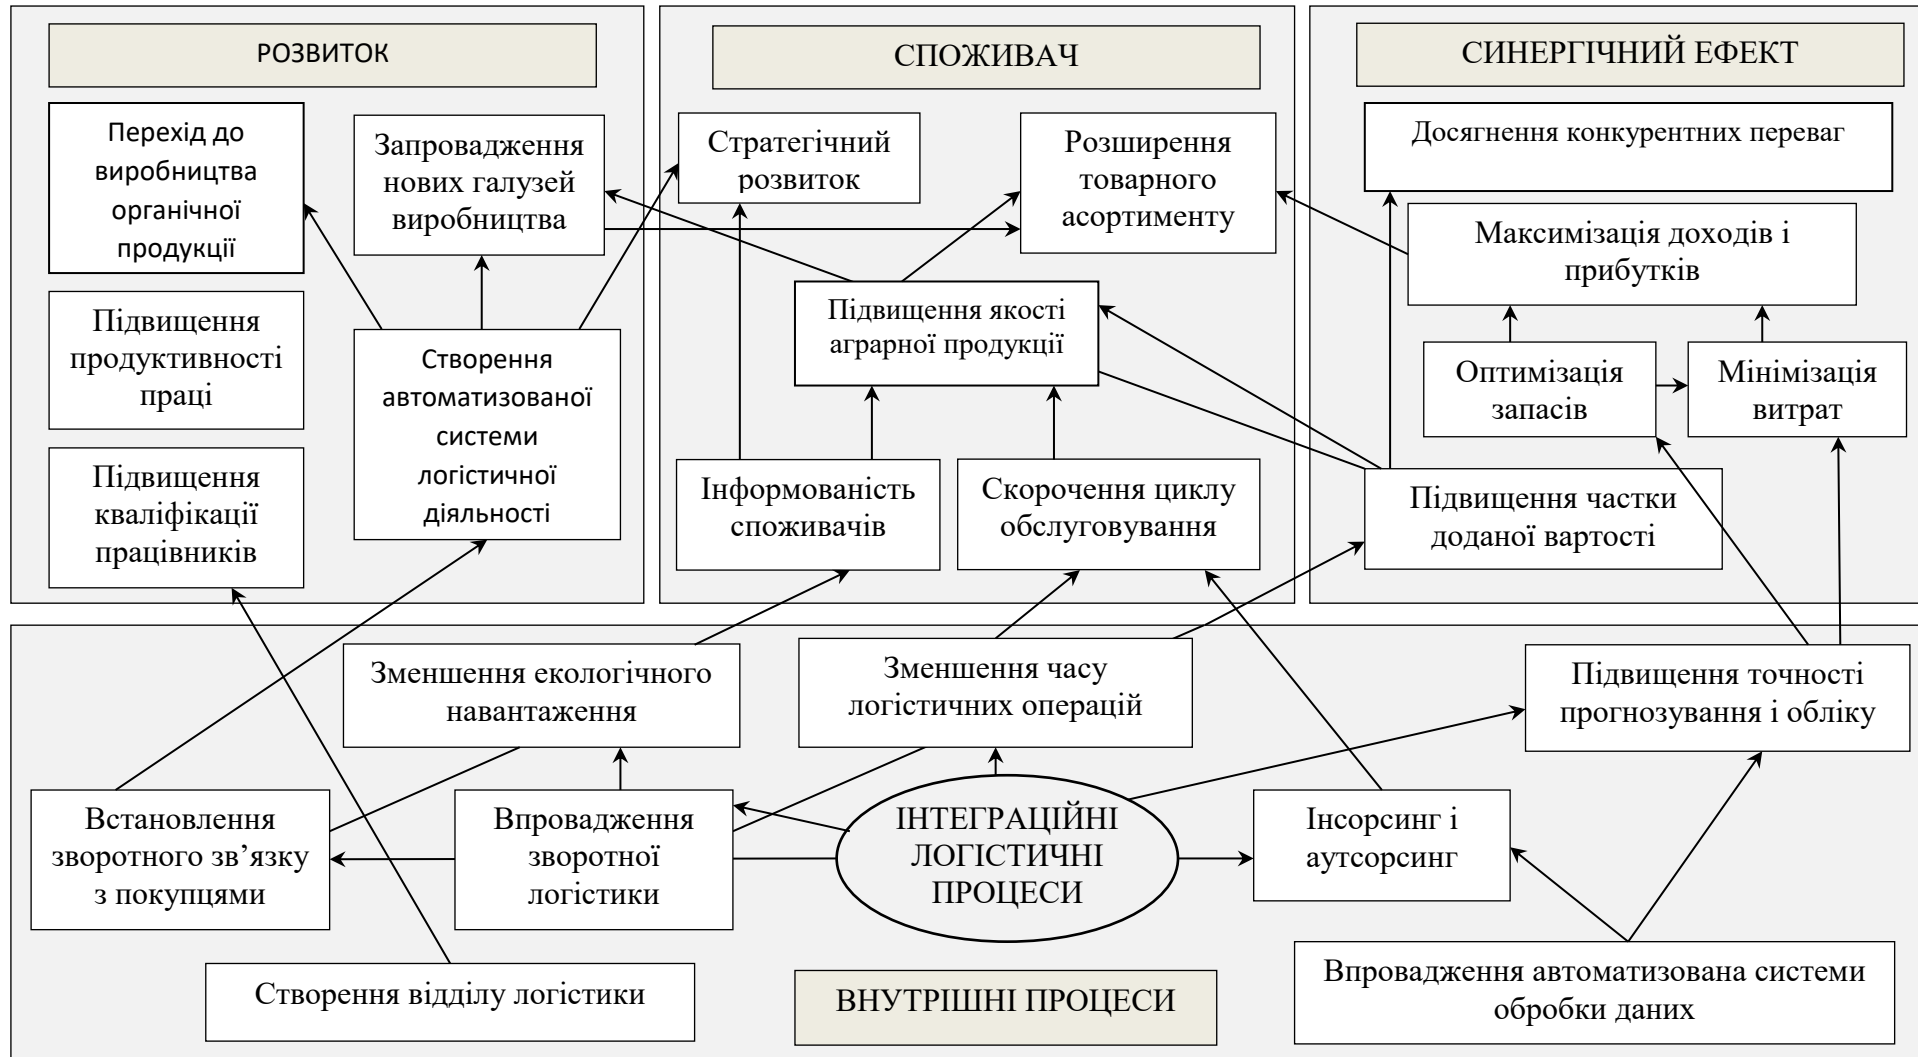 РОЗВИТОК
Перехід до
виробництва
органічної
продукції
Запровадження
нових галузей
виробництва
Підвищення
продуктивності
праці
Створення
автоматизованої
системи
логістичної
діяльності
Підвищення
кваліфікації
працівників
СПОЖИВАЧ
Стратегічний
розвиток
Розширення
товарного
асортименту
Підвищення якості
аграрної продукції
Інформованість
споживачів
Скорочення циклу
обслуговування
СИНЕРГІЧНИЙ ЕФЕКТ
Досягнення конкурентних переваг
Максимізація доходів і
прибутків
Оптимізація
запасів
Мінімізація
витрат
Підвищення частки
доданої вартості
Зменшення екологічного
навантаження
Зменшення часу
логістичних операцій
Підвищення точності
прогнозування і обліку
Встановлення
зворотного зв’язку
з покупцями
Впровадження
зворотної
логістики
ІНТЕГРАЦІЙНІ
ЛОГІСТИЧНІ
ПРОЦЕСИ
Інсорсинг і
аутсорсинг
Створення відділу логістики
ВНУТРІШНІ ПРОЦЕСИ
Впровадження автоматизована системи
обробки даних